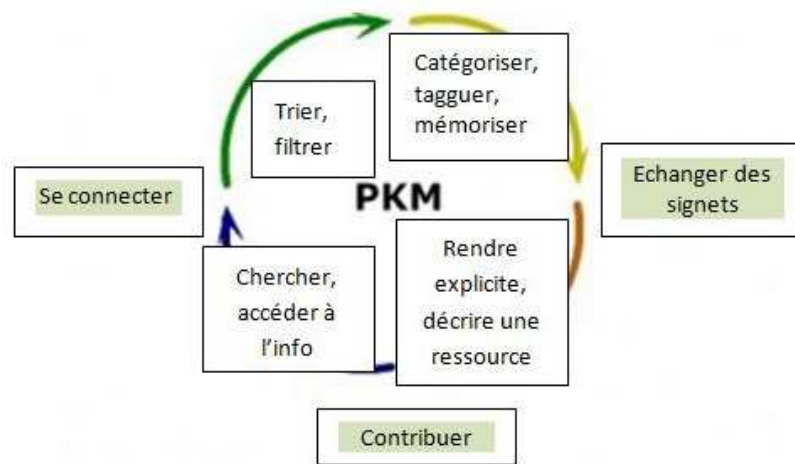 Catégoriser,
tagguer,
mémoriser
Trier,
filtrer
Se connecter
PKM
Echanger des
signets
Chercher,
accéder à
l'info
Rendre
explicite,
décrire une
ressource
Contribuer